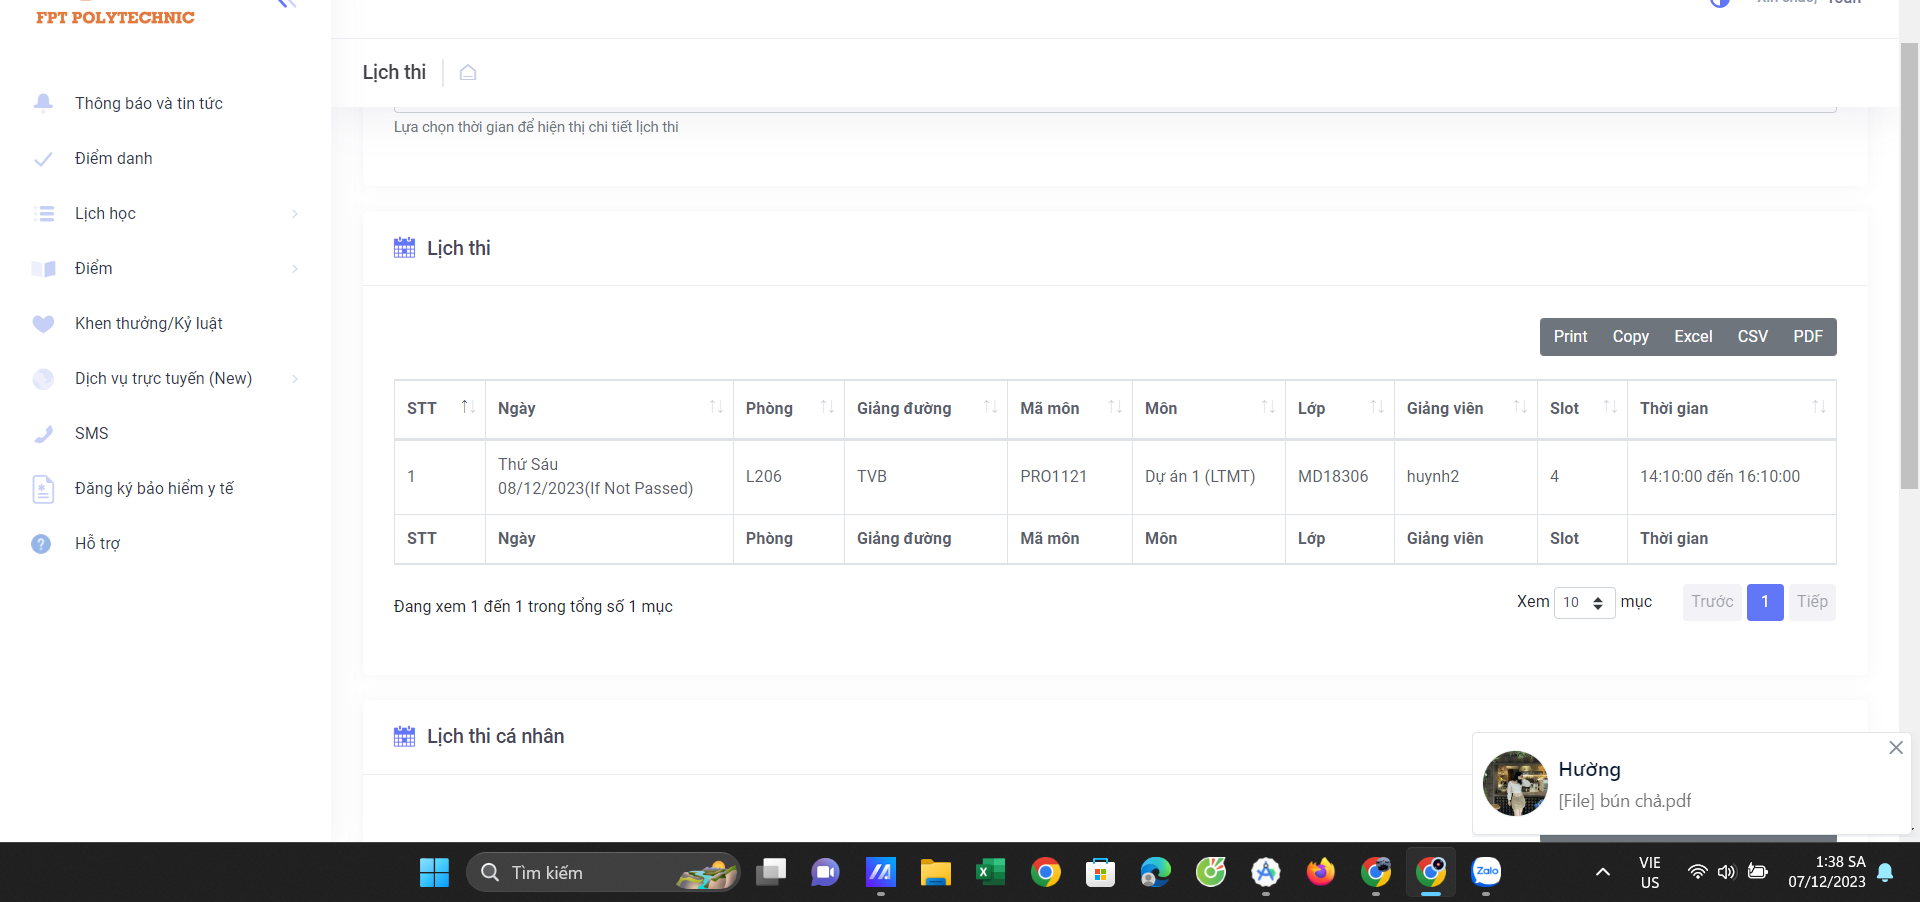 FPT POLYTECHNIC
Thông báo và tin tức
Điểm danh
Lịch học
Điểm
Khen thưởng/Kỷ luật
Dịch vụ trực tuyến (New)
SMS
Đăng ký bảo hiểm y tế
Hỗ trợ
Lịch thi
Lựa chọn thời gian để hiện thị chi tiết lịch thi
Lịch thi
Print Copy Excel CSV PDF
STT Ngày Phòng Giảng đường Mã môn Môn Lớp Giảng viên Slot Thời gian
1 Thứ Sáu 08/12/2023(If Not Passed) L206 TVB PRO1121 Dự án 1 (LTMT) MD18306 huynh2 4 14:10:00 đến 16:10:00
STT Ngày Phòng Giảng đường Mã môn Môn Lớp Giảng viên Slot Thời gian
Đang xem 1 đến 1 trong tổng số 1 mục
Xem 10 mục Trước 1 Tiếp
Lịch thi cá nhân
Hường
[File] bún chả.pdf
Tìm kiếm
Zalo
VIE
US
1:38 SA
07/12/2023